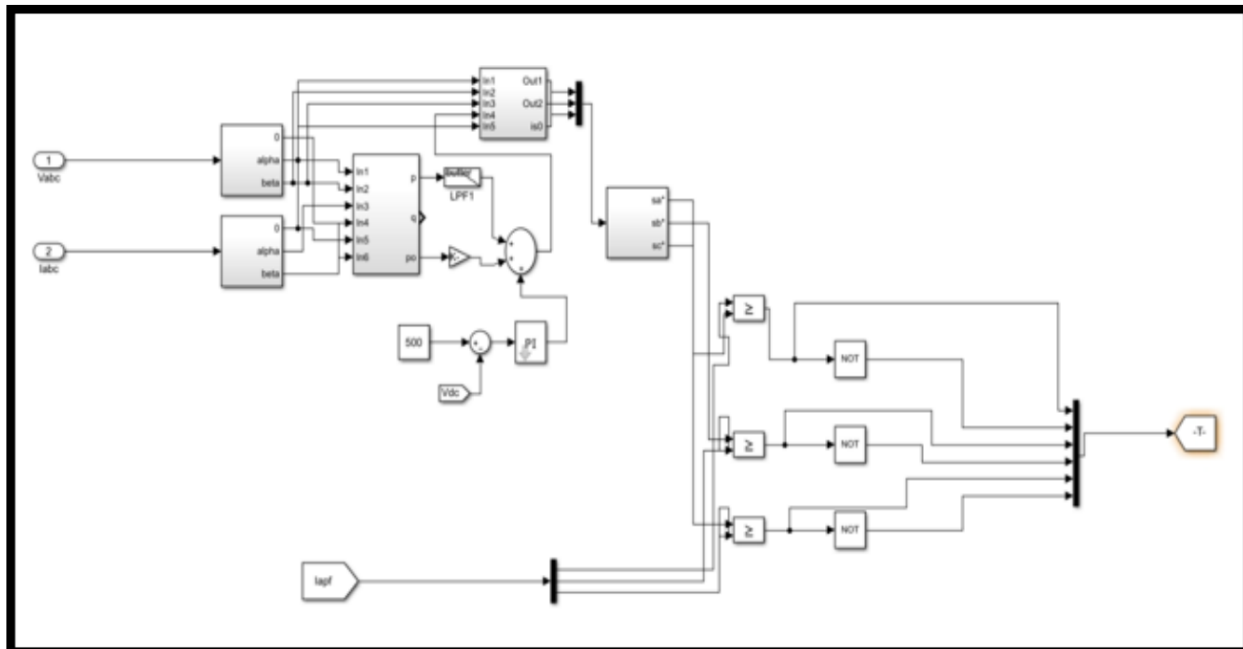 1
Vabc
2
Iabc
0
alpha
beta
0
alpha
beta
In1
In2
In3
In4
In5
Out1
Out2
is0
In1
In2
In3
In4
In5
In6
p
q
po
LPF1
500
Vdc
PI
sa*
sb*
sc*
≥
NOT
≥
NOT
≥
NOT
-T-
Iapf